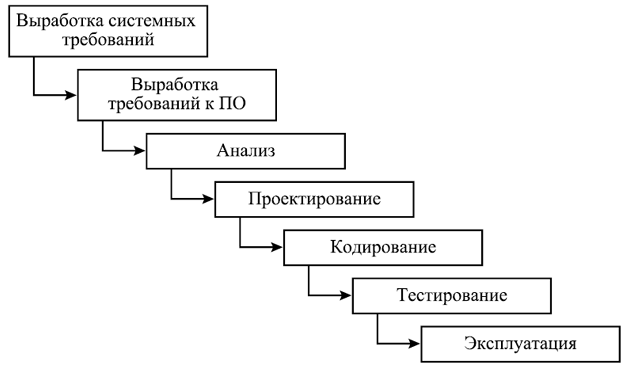 Выработка системных
требований
Выработка
требований к ПО
Анализ
Проектирование
Кодирование
Тестирование
Эксплуатация